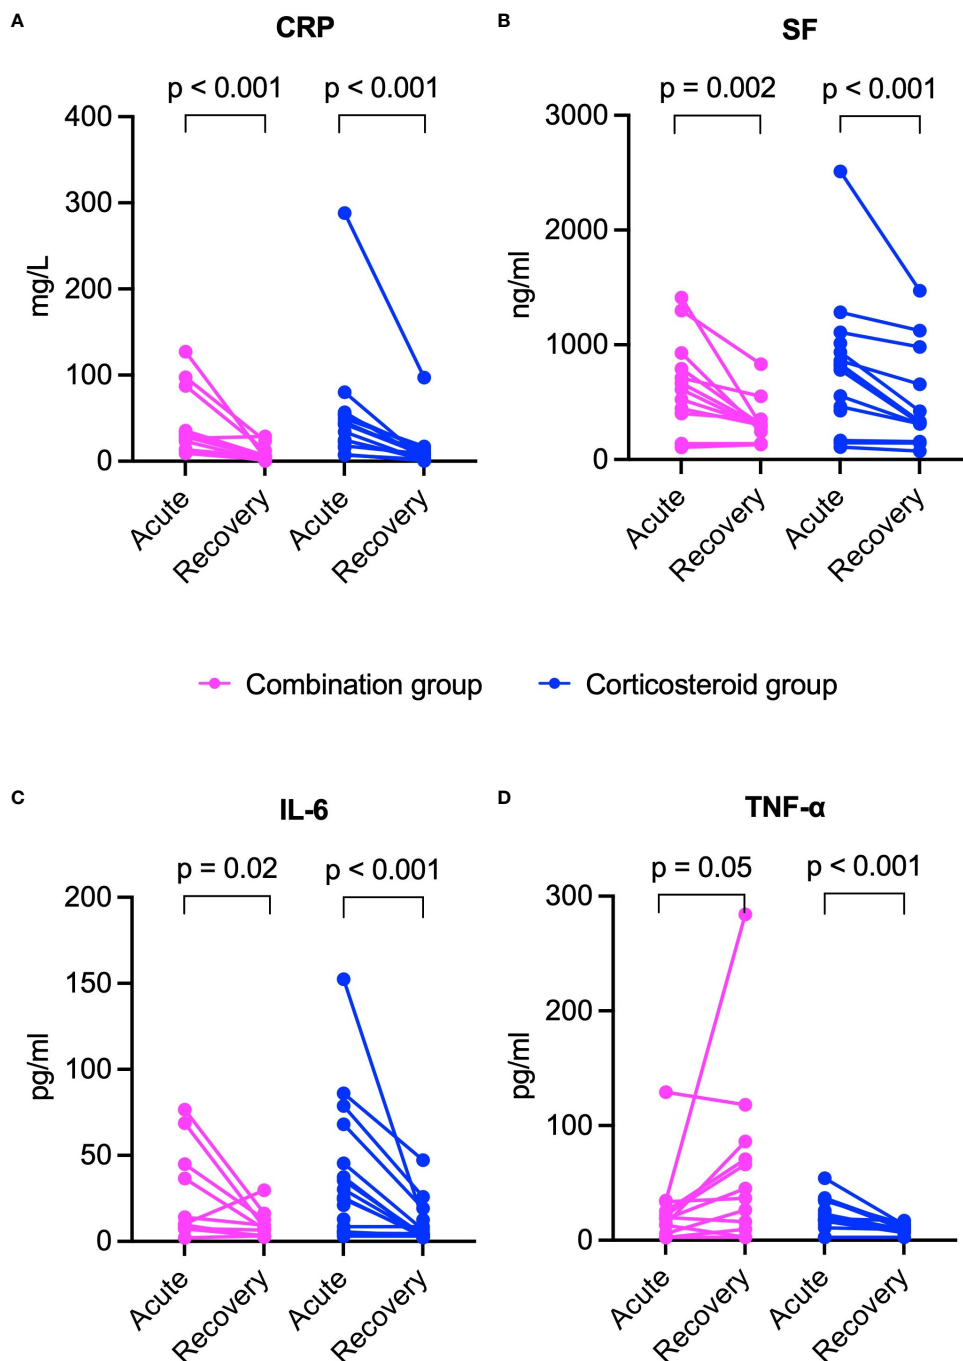 A
CRP
p < 0.001
p < 0.001
400
300
200
100
0
mg/L
Acute
Recovery
Acute
Recovery
B
SF
p = 0.002
p < 0.001
3000
2000
1000
0
ng/ml
Acute
Recovery
Acute
Recovery
Combination group
Corticosteroid group
C
IL-6
p = 0.02
p < 0.001
200
150
100
50
0
pg/ml
Acute
Recovery
Acute
Recovery
D
TNF-α
p = 0.05
p < 0.001
300
200
100
0
pg/ml
Acute
Recovery
Acute
Recovery